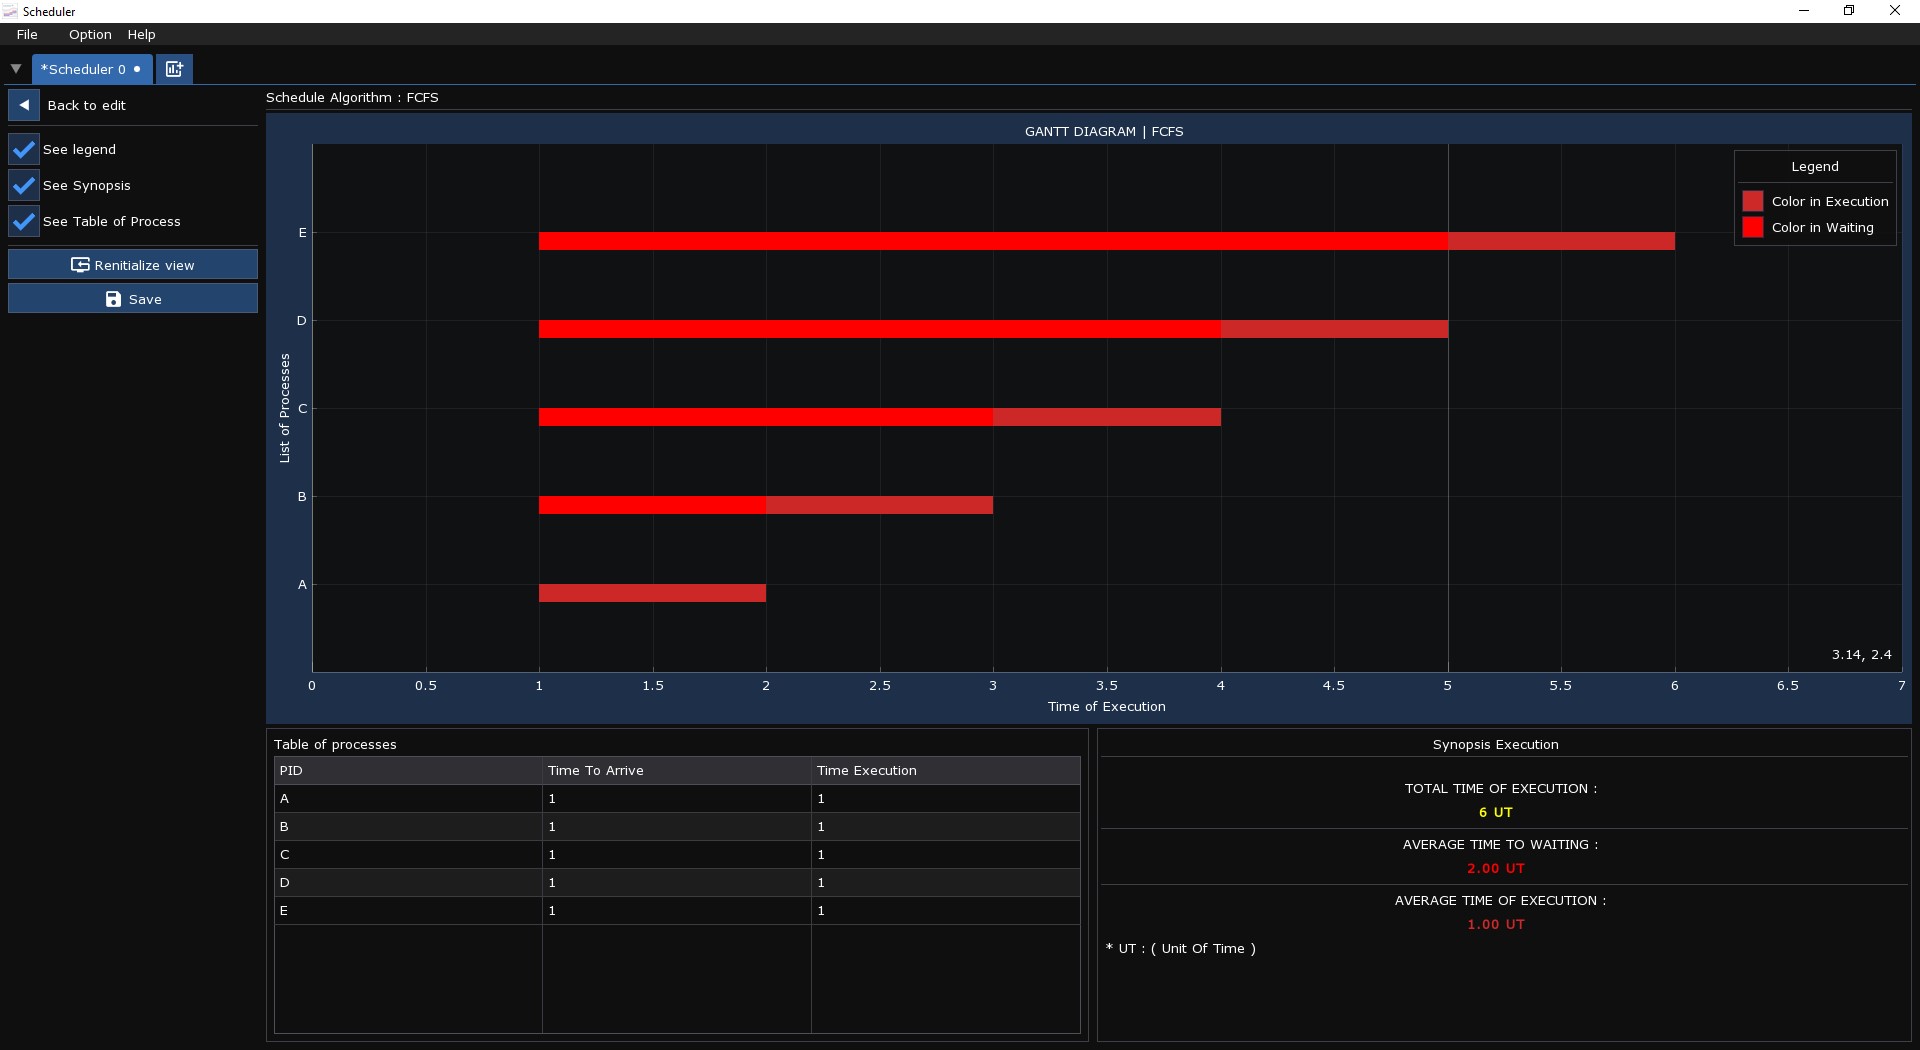 Scheduler
File Option Help
*Scheduler 0
Back to edit
See legend
See Synopsis
See Table of Process
Renitialize view
Save
Schedule Algorithm : FCFS
GANTT DIAGRAM | FCFS
Legend
Color in Execution
Color in Waiting
List of Processes
E
D
C
B
A
3.14, 2.4
0 0.5 1 1.5 2 2.5 3 3.5 4 4.5 5 5.5 6 6.5 7
Time of Execution
Table of processes
PID Time To Arrive Time Execution
A 1 1
B 1 1
C 1 1
D 1 1
E 1 1
Synopsis Execution
TOTAL TIME OF EXECUTION :
6 UT
AVERAGE TIME TO WAITING :
2.00 UT
AVERAGE TIME OF EXECUTION :
1.00 UT
* UT : ( Unit Of Time )